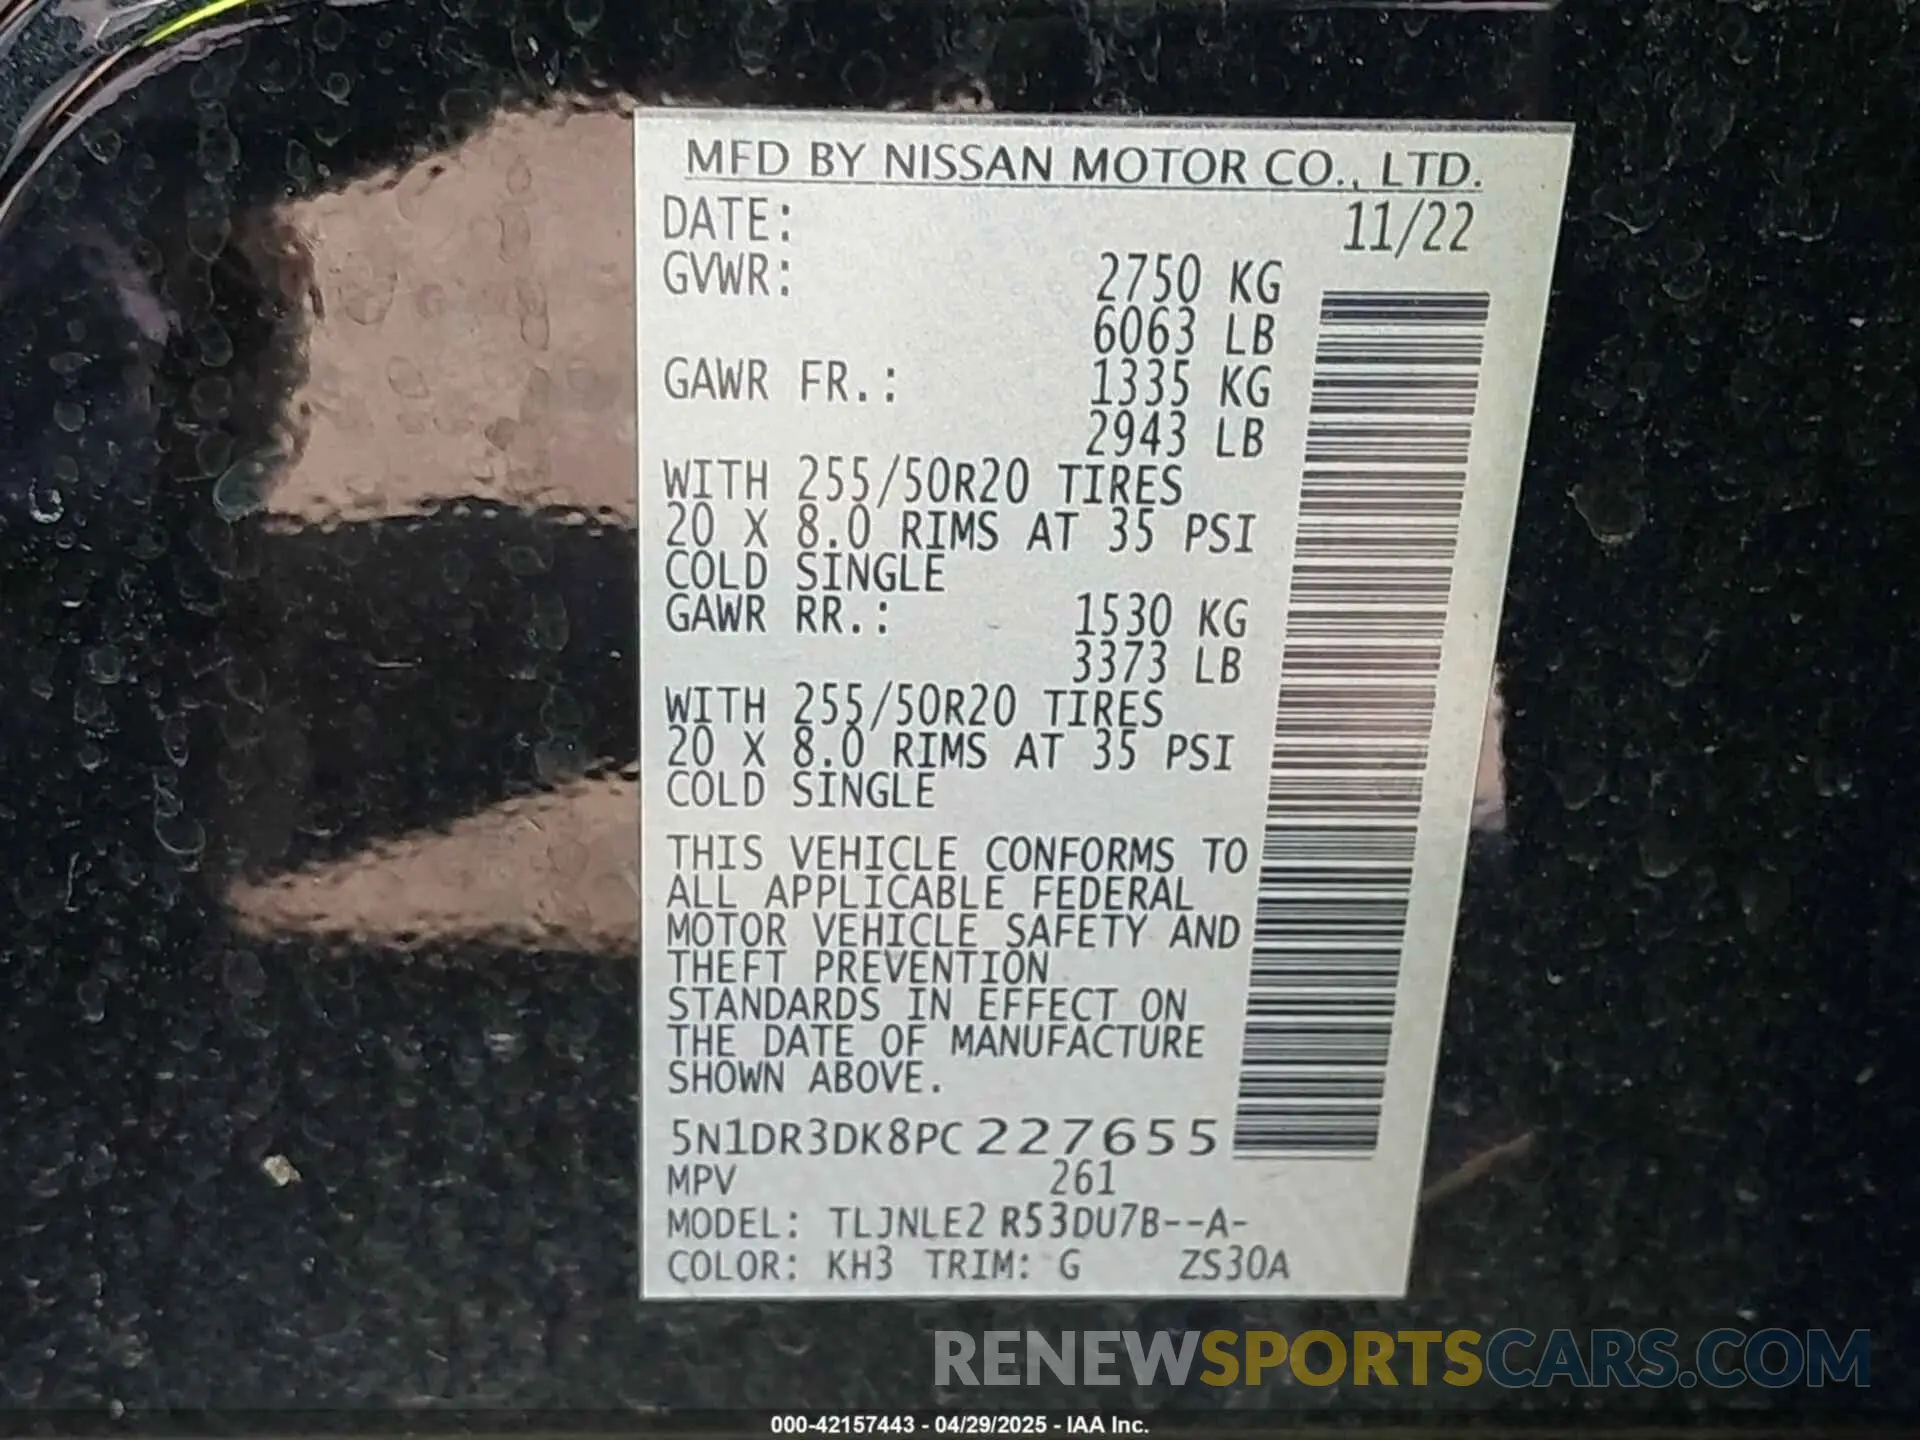 MFD BY NISSAN MOTOR CO., LTD.
DATE: 11/22
GVWR: 2750 KG
6063 LB
GAWR FR.: 1335 KG
2943 LB
WITH 255/50R20 TIRES
20 X 8.0 RIMS AT 35 PSI
COLD SINGLE
GAWR RR.: 1530 KG
3373 LB
WITH 255/50R20 TIRES
20 X 8.0 RIMS AT 35 PSI
COLD SINGLE
THIS VEHICLE CONFORMS TO
ALL APPLICABLE FEDERAL
MOTOR VEHICLE SAFETY AND
THEFT PREVENTION
STANDARDS IN EFFECT ON
THE DATE OF MANUFACTURE
SHOWN ABOVE.
5N1DR3DK8PC227655
MPV 261
MODEL: TLJNLE2 R53DU7B--A-
COLOR: KH3 TRIM: G ZS30A
RENEWSPORTSCARS.COM
000-42157443 - 04/29/2025 - IAA Inc.